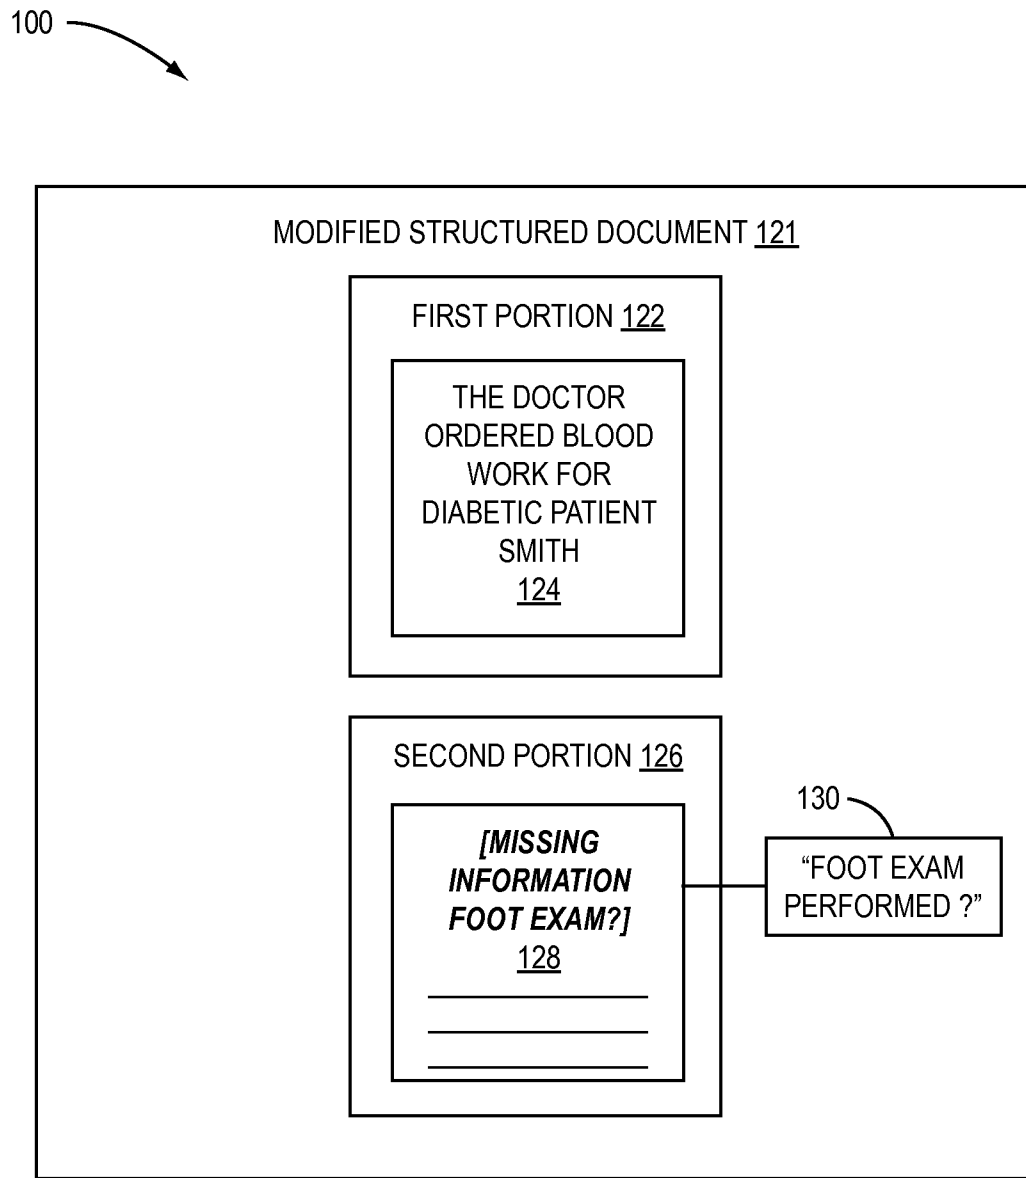 100
MODIFIED STRUCTURED DOCUMENT 121
FIRST PORTION 122
THE DOCTOR
ORDERED BLOOD
WORK FOR
DIABETIC PATIENT
SMITH
124
SECOND PORTION 126
[MISSING
INFORMATION
FOOT EXAM?]
128
130
“FOOT EXAM
PERFORMED ?”